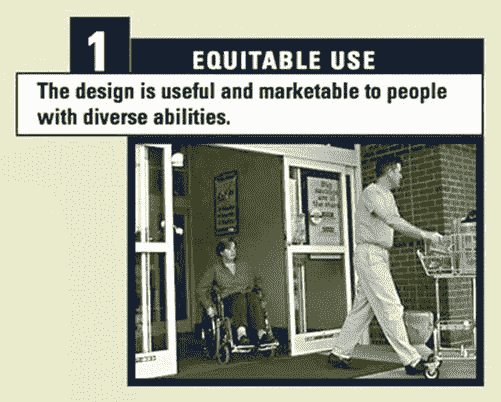 1
EQUITABLE USE
The design is useful and marketable to people
with diverse abilities.